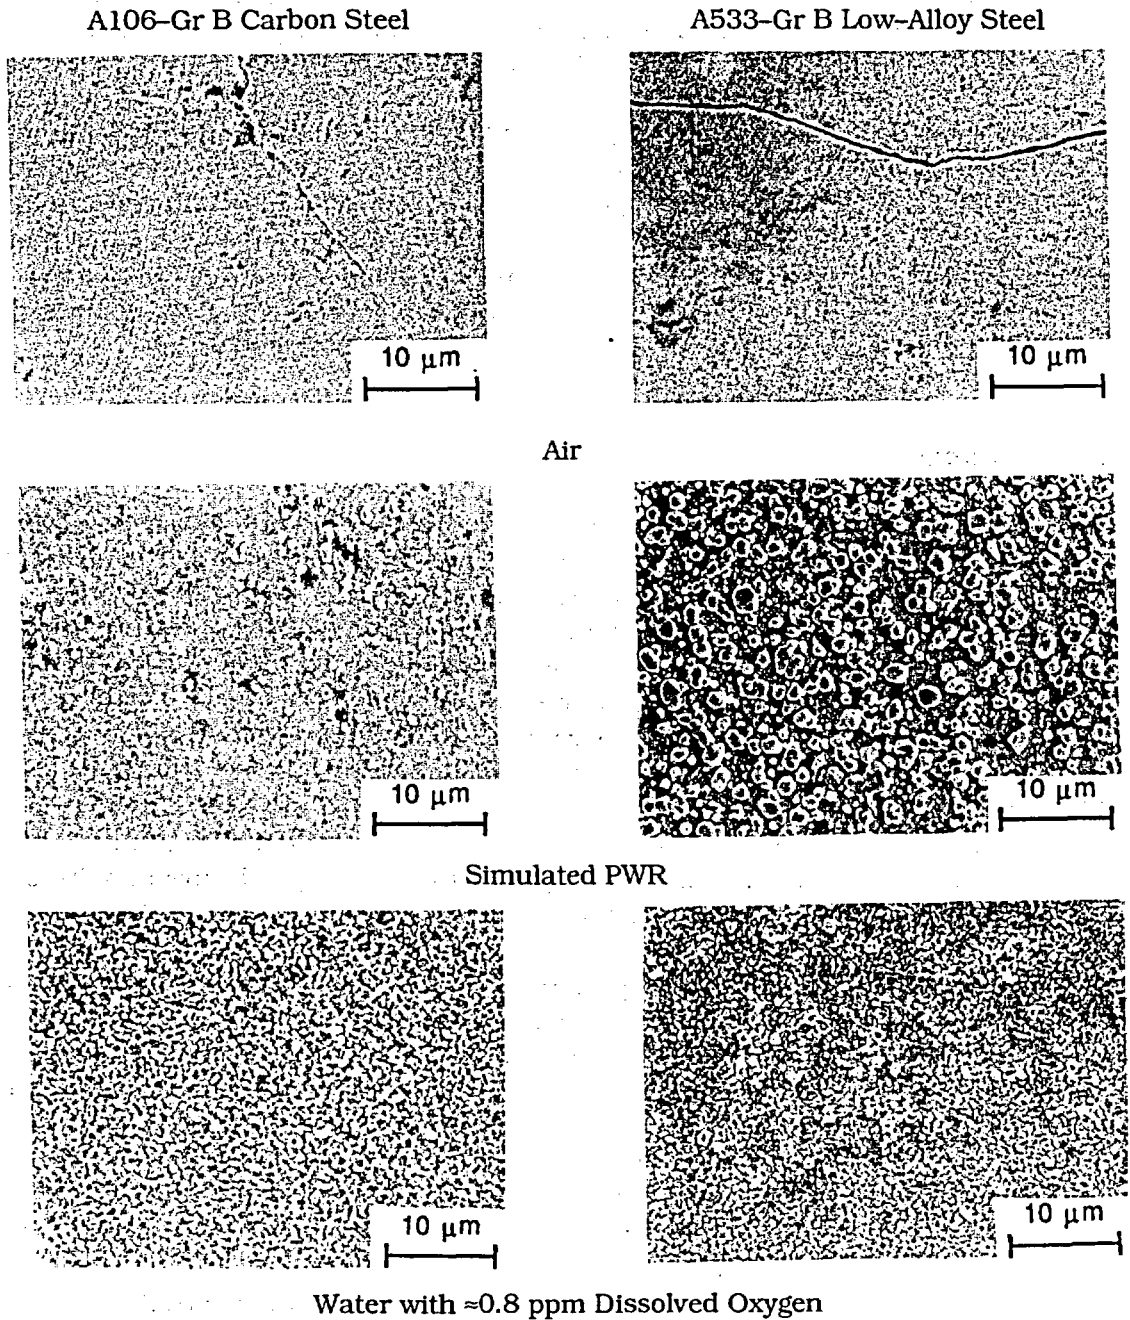 A106–Gr B Carbon Steel
A533–Gr B Low–Alloy Steel
10 μm
10 μm
Air
10 μm
10 μm
Simulated PWR
10 μm
10 μm
Water with ≈0.8 ppm Dissolved Oxygen